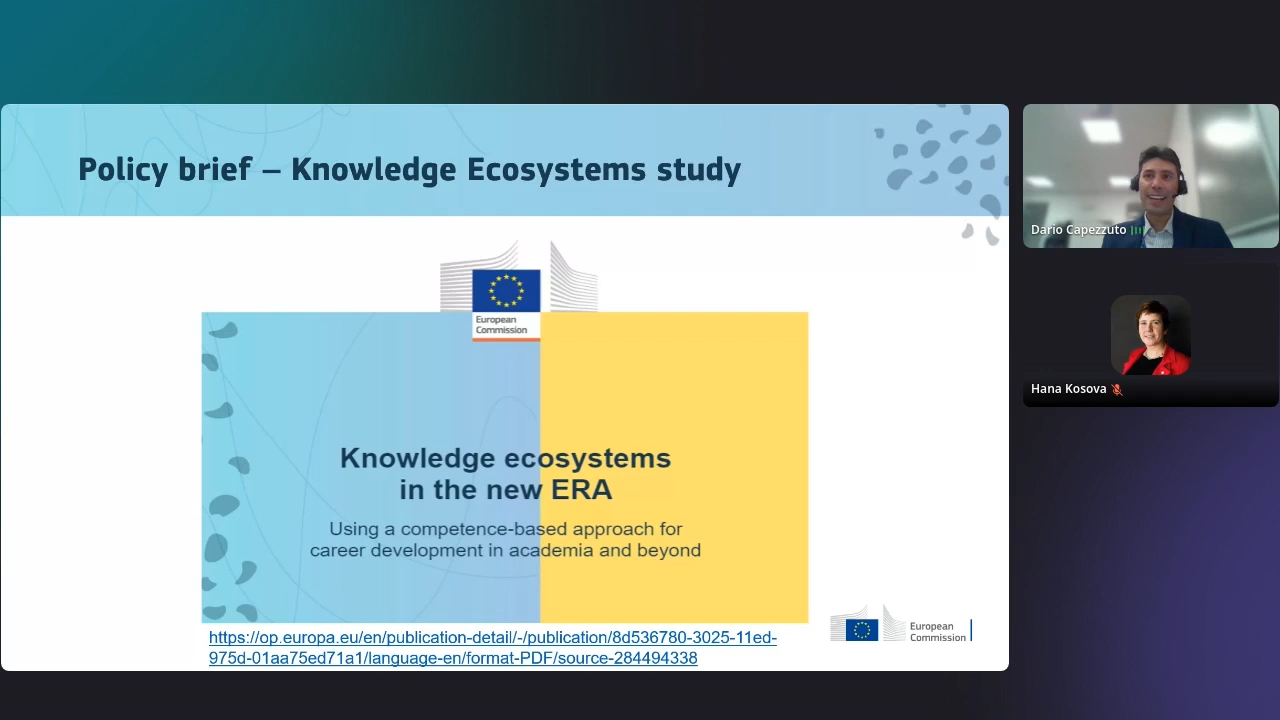 Policy brief – Knowledge Ecosystems study
European
Commission
Knowledge ecosystems
in the new ERA
Using a competence-based approach for
career development in academia and beyond
https://op.europa.eu/en/publication-detail/-/publication/8d536780-3025-11ed-
975d-01aa75ed71a1/language-en/format-PDF/source-284494338
European
Commission
Dario Capezzuto
Hana Kosova